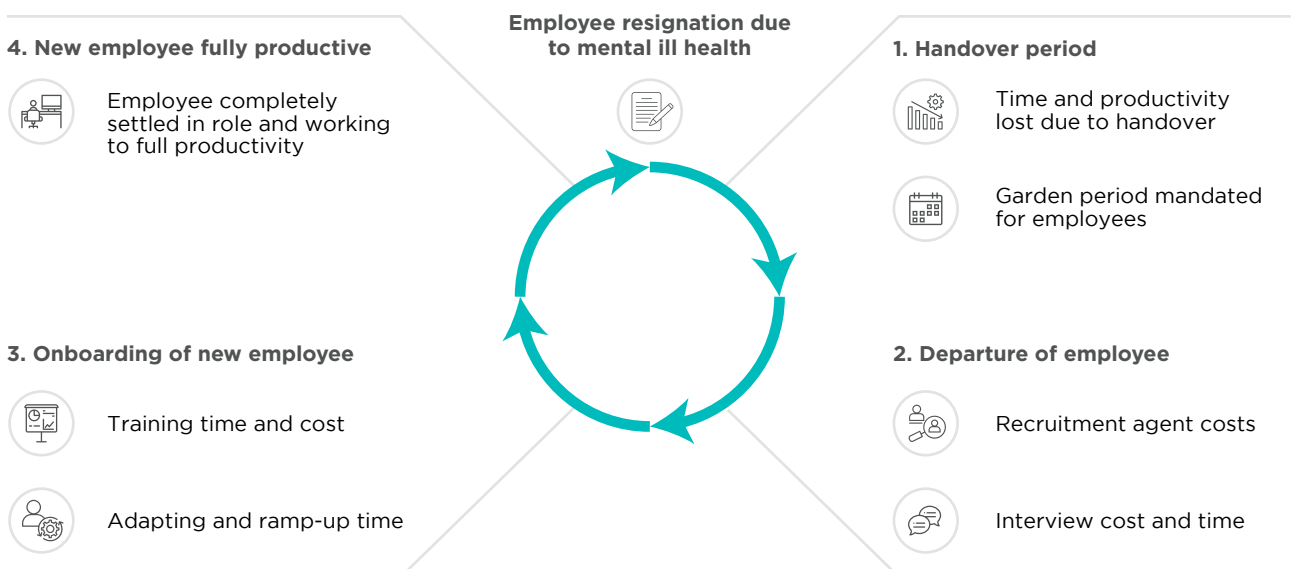 Employee resignation due
to mental ill health
1. Handover period
Time and productivity
lost due to handover
Garden period mandated
for employees
2. Departure of employee
Recruitment agent costs
Interview cost and time
3. Onboarding of new employee
Training time and cost
Adapting and ramp-up time
4. New employee fully productive
Employee completely
settled in role and working
to full productivity